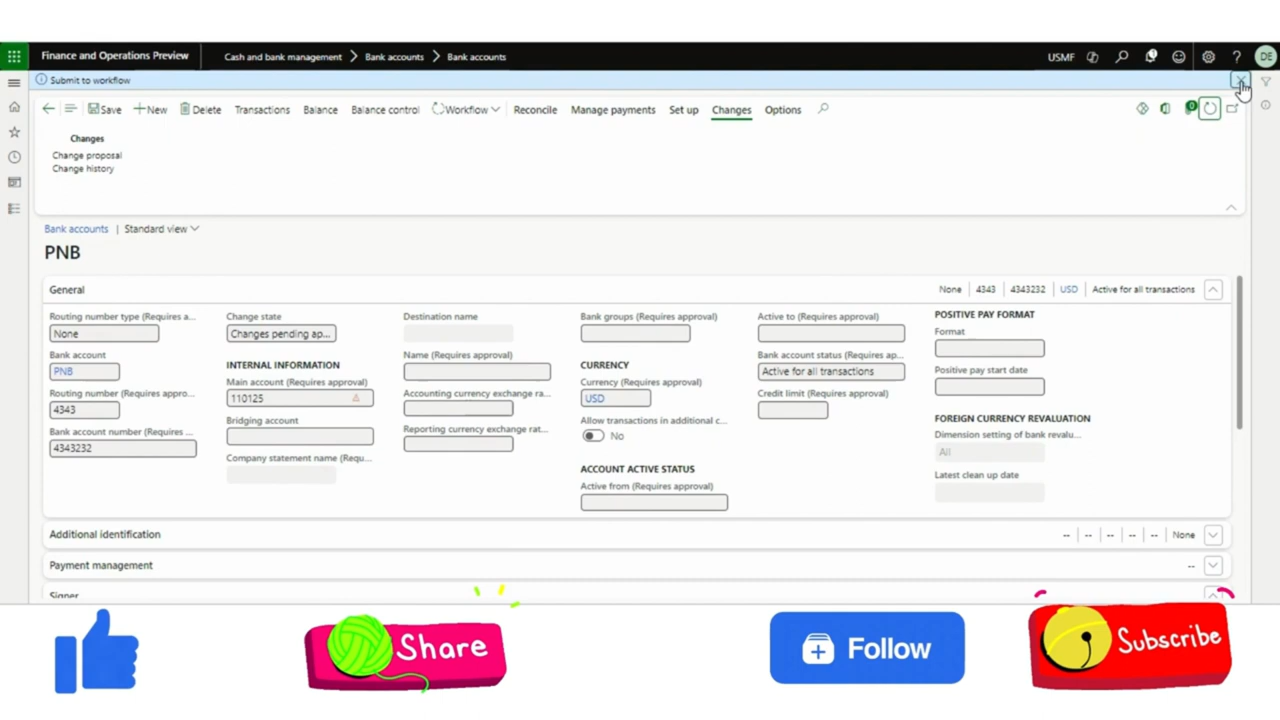 Finance and Operations Preview
Cash and bank management > Bank accounts > Bank accounts
USMF
Submit to workflow
Save New Delete Transactions Balance Balance control Workflow Reconcile Manage payments Set up Changes Options
Changes
Change proposal
Change history
Bank accounts | Standard view
PNB
General
None | 4343 | 4343232 | USD | Active for all transactions
Routing number type (Requires a...
None
Bank account
PNB
Routing number (Requires appro...
4343
Bank account number (Requires ...
4343232
Change state
Changes pending ap...
INTERNAL INFORMATION
Main account (Requires approval)
110125
Bridging account
Company statement name (Requ...
Destination name
Name (Requires approval)
Accounting currency exchange ra...
Reporting currency exchange rat...
Bank groups (Requires approval)
CURRENCY
Currency (Requires approval)
USD
Allow transactions in additional c...
No
ACCOUNT ACTIVE STATUS
Active from (Requires approval)
Active to (Requires approval)
Bank account status (Requires ap...
Active for all transactions
Credit limit (Requires approval)
POSITIVE PAY FORMAT
Format
Positive pay start date
FOREIGN CURRENCY REVALUATION
Dimension setting of bank revalu...
All
Latest clean up date
Additional identification
-- | -- | -- | -- | -- | None
Payment management
--
Signer
Share
Follow
Subscribe